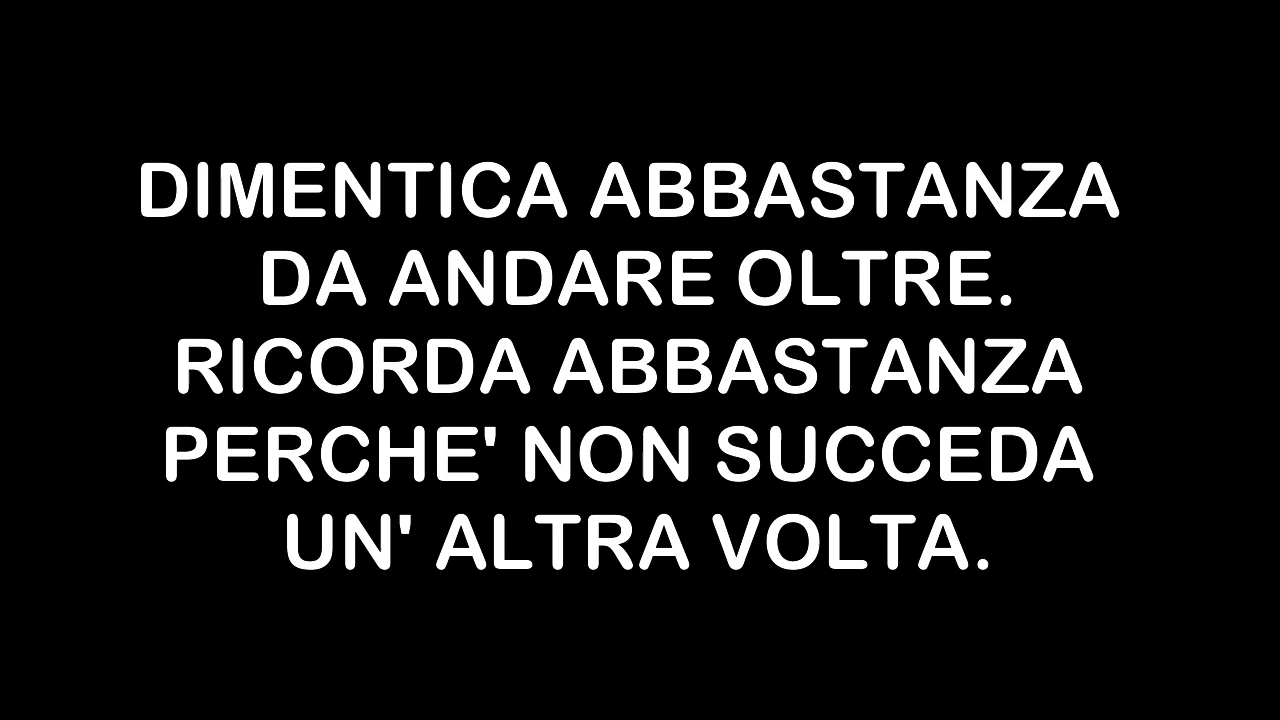 DIMENTICA ABBASTANZA
DA ANDARE OLTRE.
RICORDA ABBASTANZA
PERCHE' NON SUCCEDA
UN' ALTRA VOLTA.